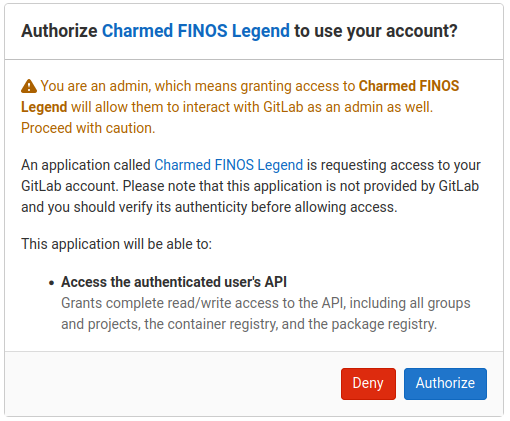 Authorize Charmed FINOS Legend to use your account?
You are an admin, which means granting access to Charmed FINOS
Legend will allow them to interact with GitLab as an admin as well.
Proceed with caution.
An application called Charmed FINOS Legend is requesting access to your
GitLab account. Please note that this application is not provided by GitLab
and you should verify its authenticity before allowing access.
This application will be able to:
• Access the authenticated user's API
Grants complete read/write access to the API, including all groups
and projects, the container registry, and the package registry.
Deny Authorize